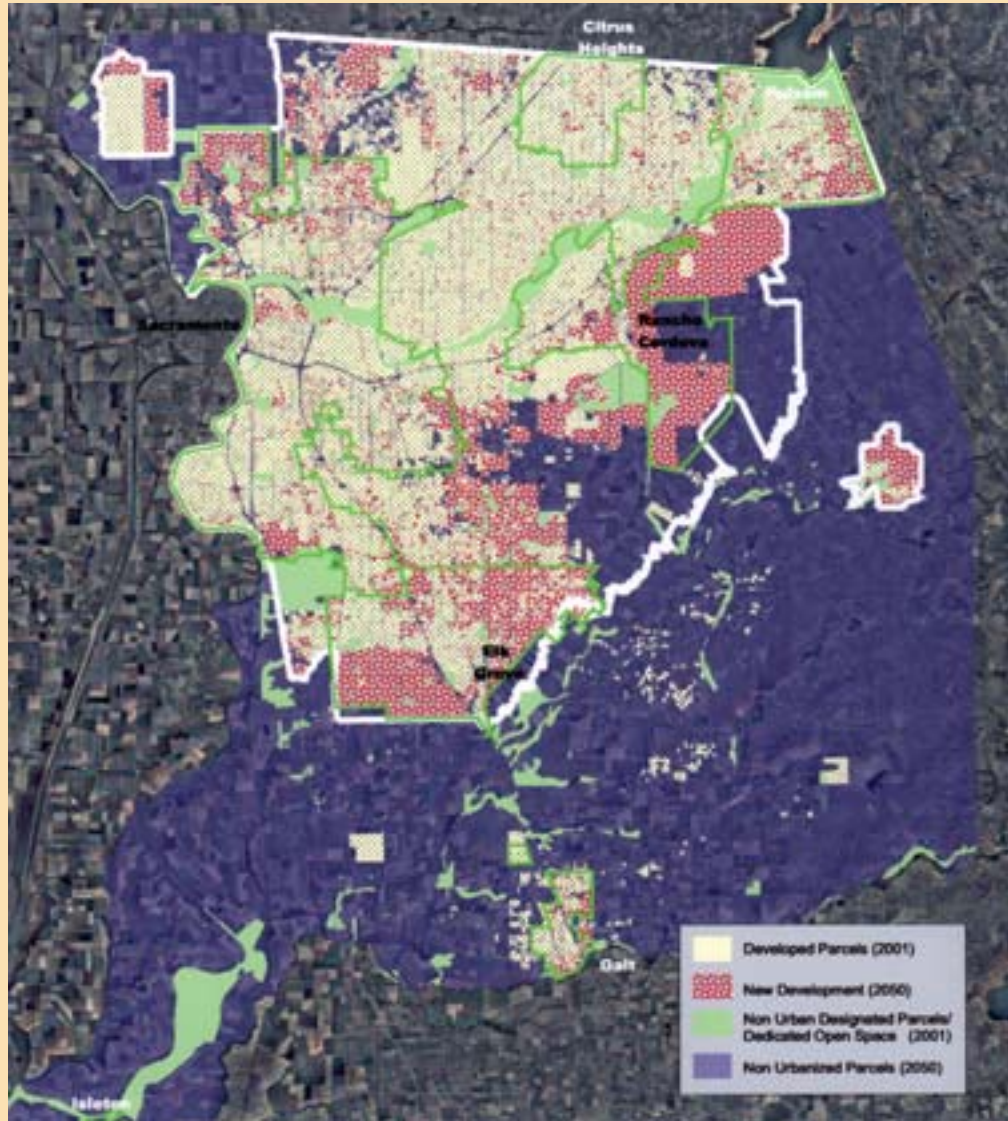 Citrus
Heights
Folsom
Sacramento
Rancho
Cordova
Elk
Grove
Galt
Isleton
Developed Parcels (2001)
New Development (2050)
Non Urban Designated Parcels/
Dedicated Open Space (2001)
Non Urbanized Parcels (2050)